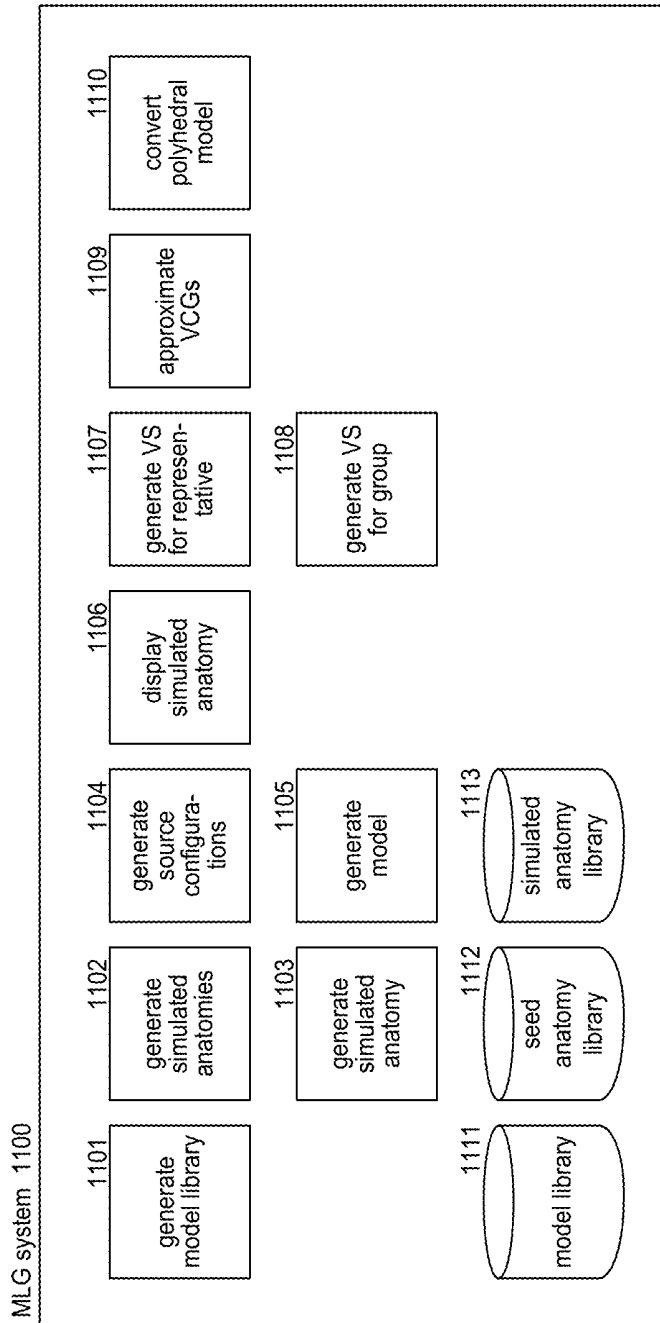 MLG system 1100
1101
generate
model library
1102
generate
simulated
anatomies
1104
generate
source
configura-
tions
1106
display
simulated
anatomy
1107
generate VS
for represen-
tative
1109
approximate
VCGs
1110
convert
polyhedral
model
1103
generate
simulated
anatomy
1105
generate
model
1108
generate VS
for group
1111
model library
1112
seed
anatomy
library
1113
simulated
anatomy
library